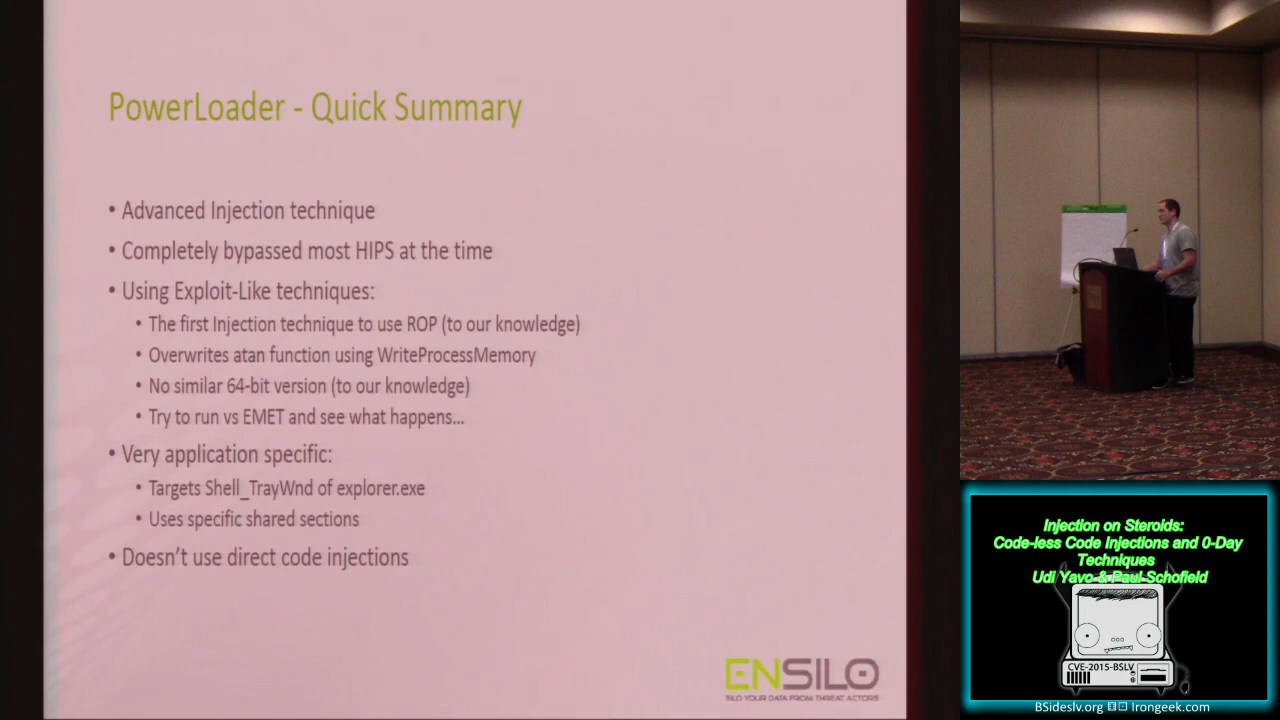 PowerLoader - Quick Summary
• Advanced Injection technique
• Completely bypassed most HIPS at the time
• Using Exploit-Like techniques:
• The first Injection technique to use ROP (to our knowledge)
• Overwrites atan function using WriteProcessMemory
• No similar 64-bit version (to our knowledge)
• Try to run vs EMET and see what happens...
• Very application specific:
• Targets Shell_TrayWnd of explorer.exe
• Uses specific shared sections
• Doesn't use direct code injections
ENSILO
SILO YOUR DATA FROM THREAT ACTORS
Injection on Steroids:
Code-less Code Injections and 0-Day
Techniques
Udi Yavo & Paul Schofield
CVE-2015-BSLV
BSideslv.org Irongeek.com